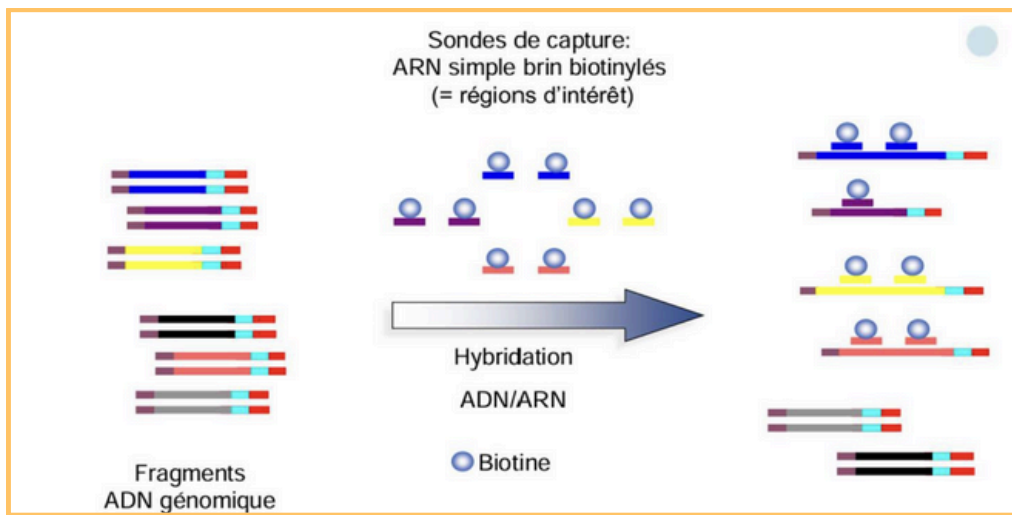 Sondes de capture:
ARN simple brin biotinylés
(= régions d'intérêt)
Hybridation
ADN/ARN
Biotine
Fragments
ADN génomique